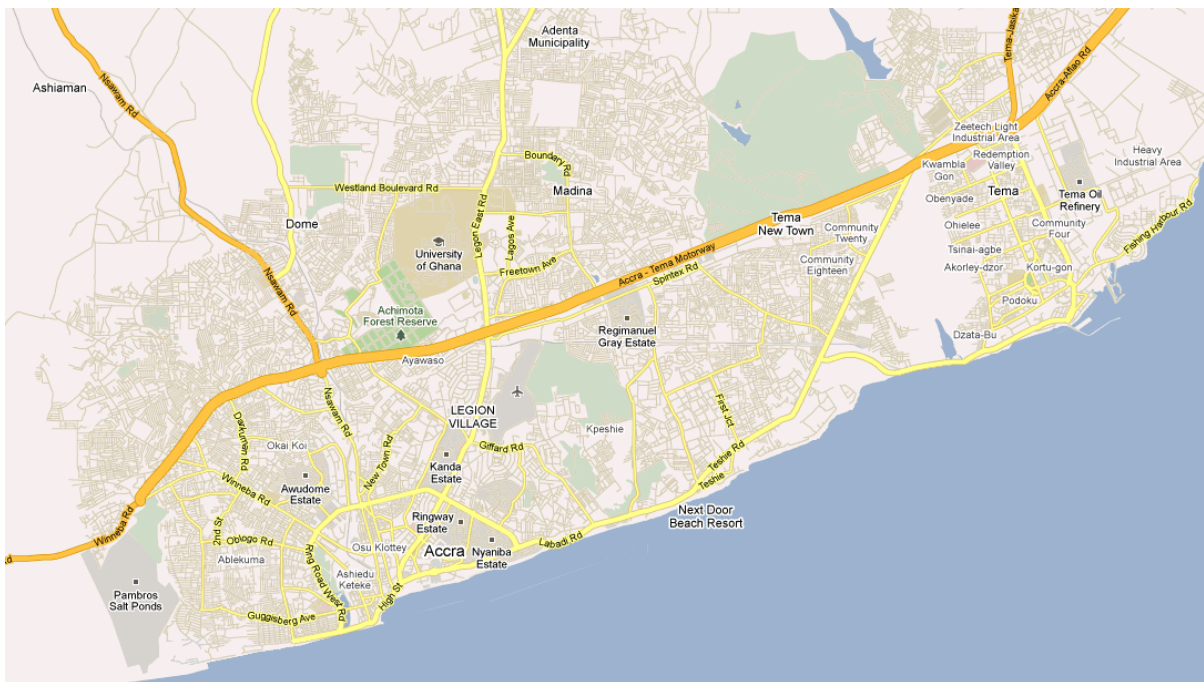 Adenta
Municipality
Ashiaman
Nsawam Rd
Tema-Jasika
Accra-Aflao Rd
Zeetech Light
Industrial Area
Heavy
Industrial Area
Kwambla
Gon
Redemption
Valley
Boundary Rd
Madina
Westland Boulevard Rd
Obenyade
Tema
Tema Oil
Refinery
Dome
Legon East Rd
Lagos Ave
Tema
New Town
Community
Twenty
Ohielee
Community
Four
Fishing Harbour Rd
University
of Ghana
Tsinai-agbe
Freetown Ave
Accra - Tema Motorway
Spintex Rd
Community
Eighteen
Akorley-dzor
Kortu-gon
Nsawam Rd
Podoku
Achimota
Forest Reserve
Regimanuel
Gray Estate
Dzata-Bu
Ayawaso
Nsawam Rd
LEGION
VILLAGE
First Jct
Darkumen Rd
Okai Koi
New Town Rd
Giffard Rd
Kpeshie
Teshie Rd
Kanda
Estate
Awudome
Estate
Winneba Rd
Teshie
Next Door
Beach Resort
Winneba Rd
2nd St
Ringway
Estate
Oblogo Rd
Labadi Rd
Osu Klottey
Accra
Nyaniba
Estate
Rd
Ablekuma
Ring Road West Rd
Ashiedu
Keteke
Pambros
Salt Ponds
High St
Guggisberg Ave